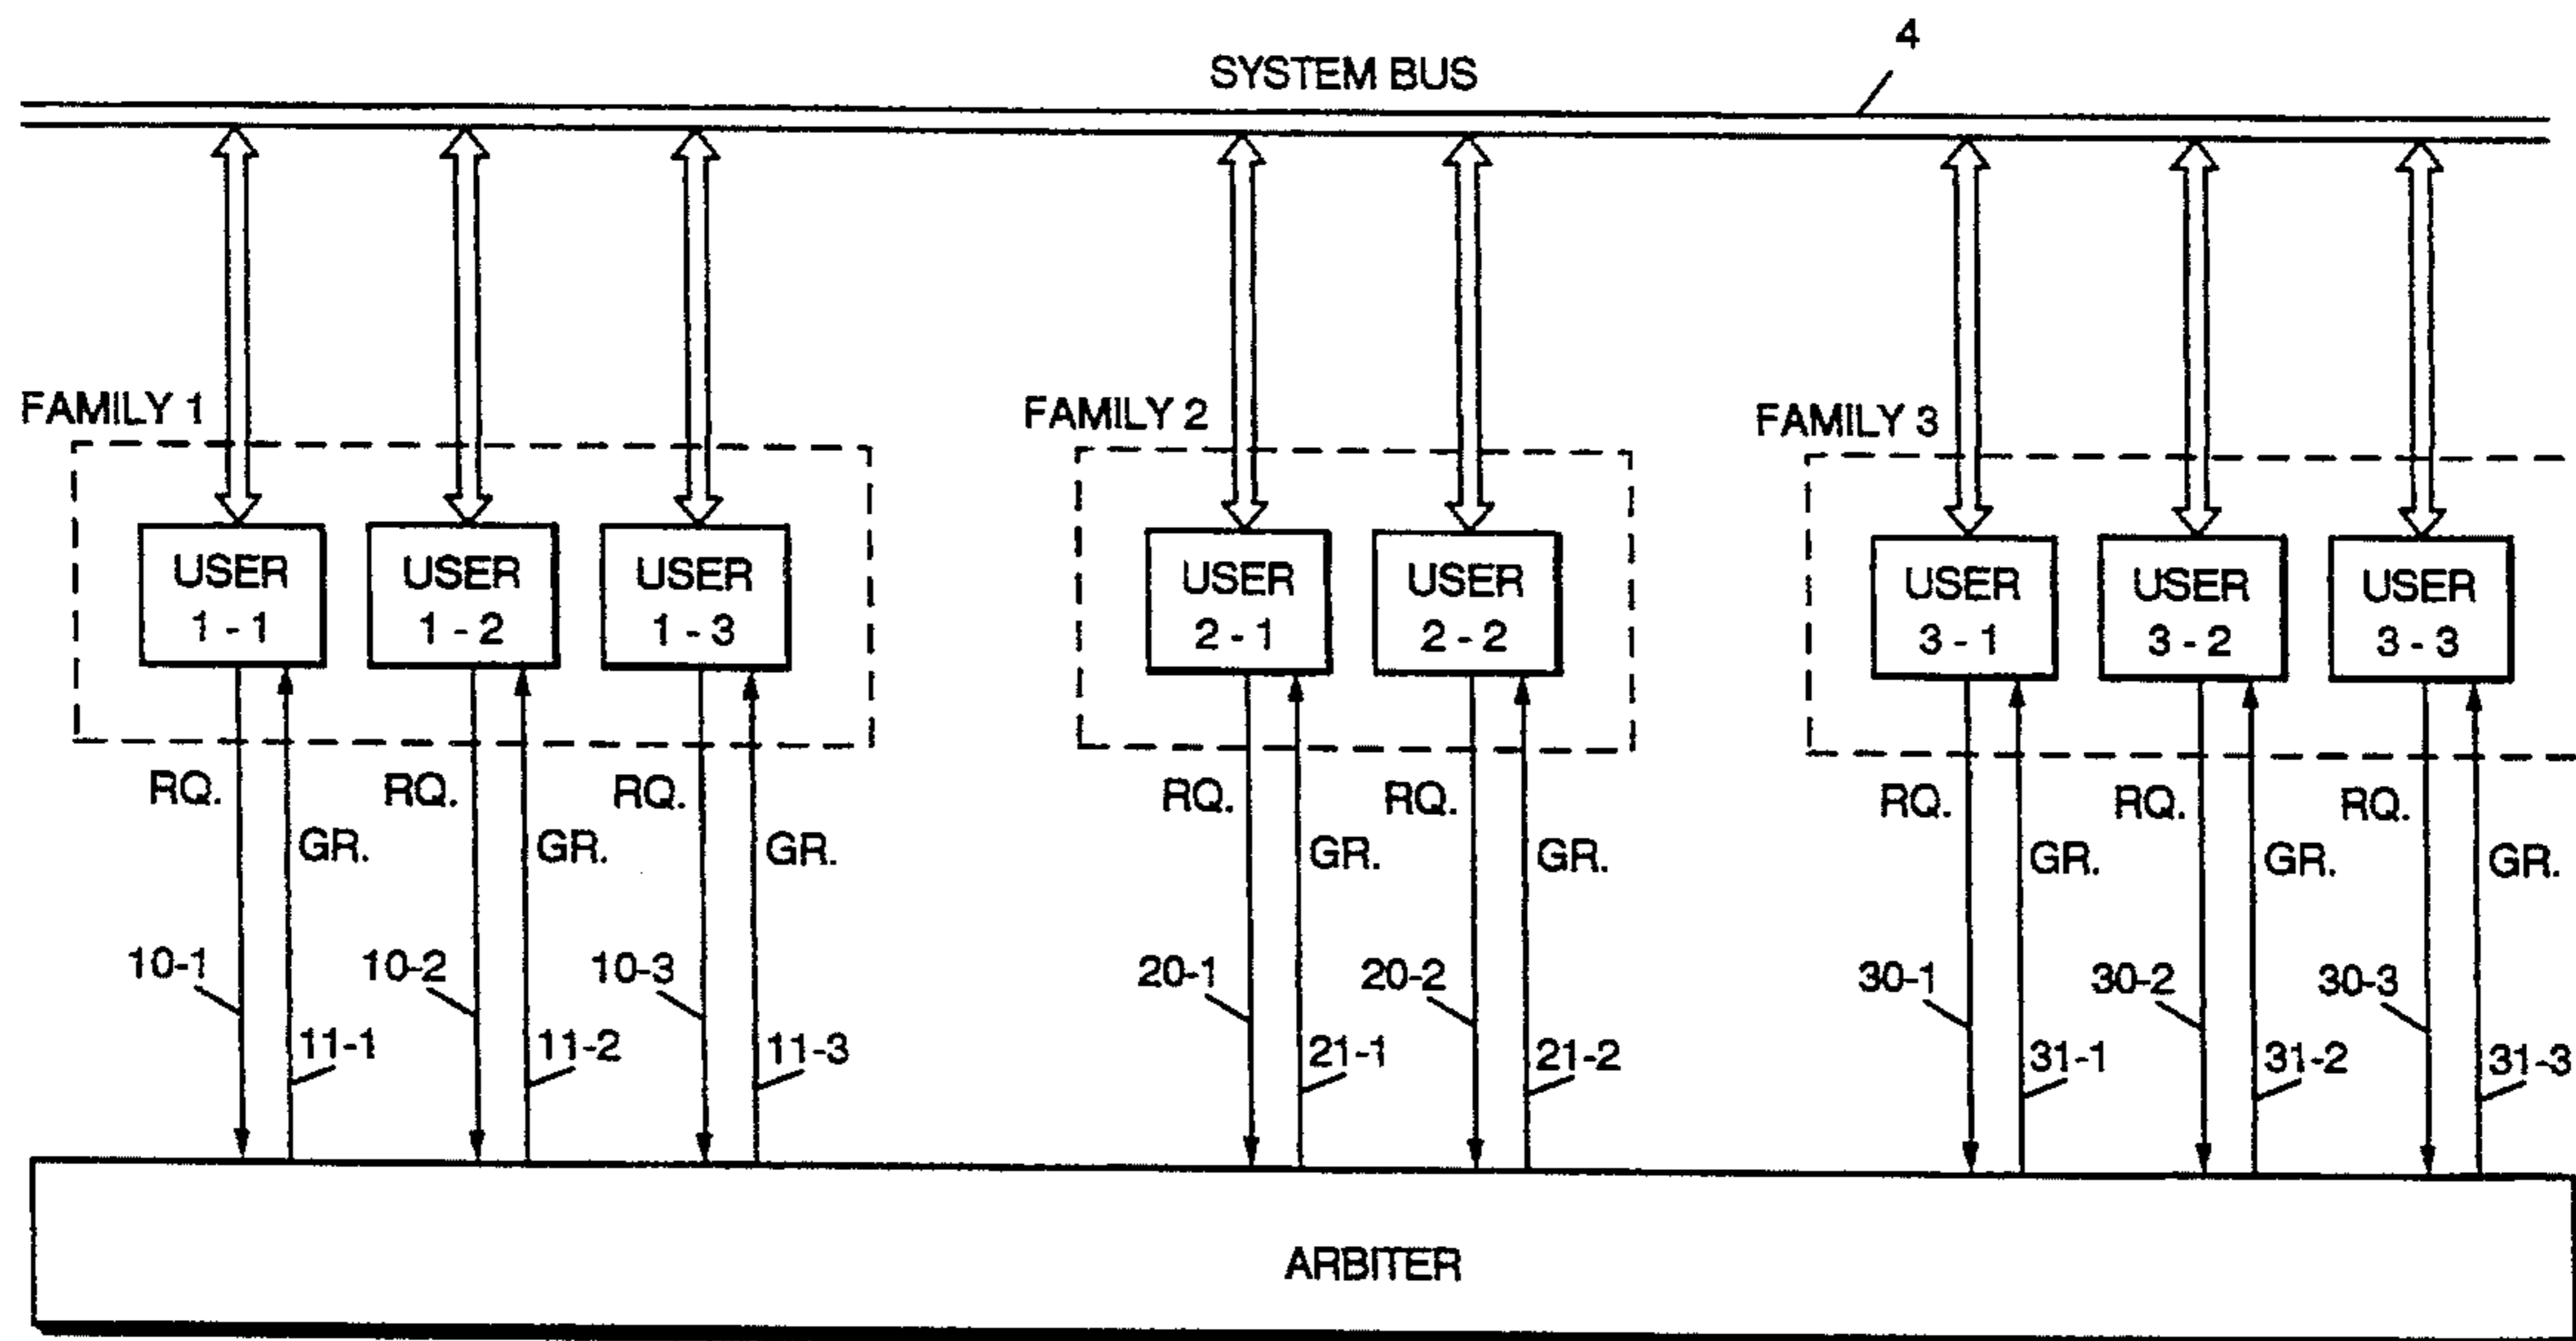 4
SYSTEM BUS
FAMILY 1
FAMILY 2
FAMILY 3
USER
1 - 1
USER
1 - 2
USER
1 - 3
USER
2 - 1
USER
2 - 2
USER
3 - 1
USER
3 - 2
USER
3 - 3
RQ.
RQ.
RQ.
RQ.
RQ.
RQ.
RQ.
RQ.
GR.
GR.
GR.
GR.
GR.
GR.
GR.
GR.
10-1
10-2
10-3
20-1
20-2
30-1
30-2
30-3
11-1
11-2
11-3
21-1
21-2
31-1
31-2
31-3
ARBITER